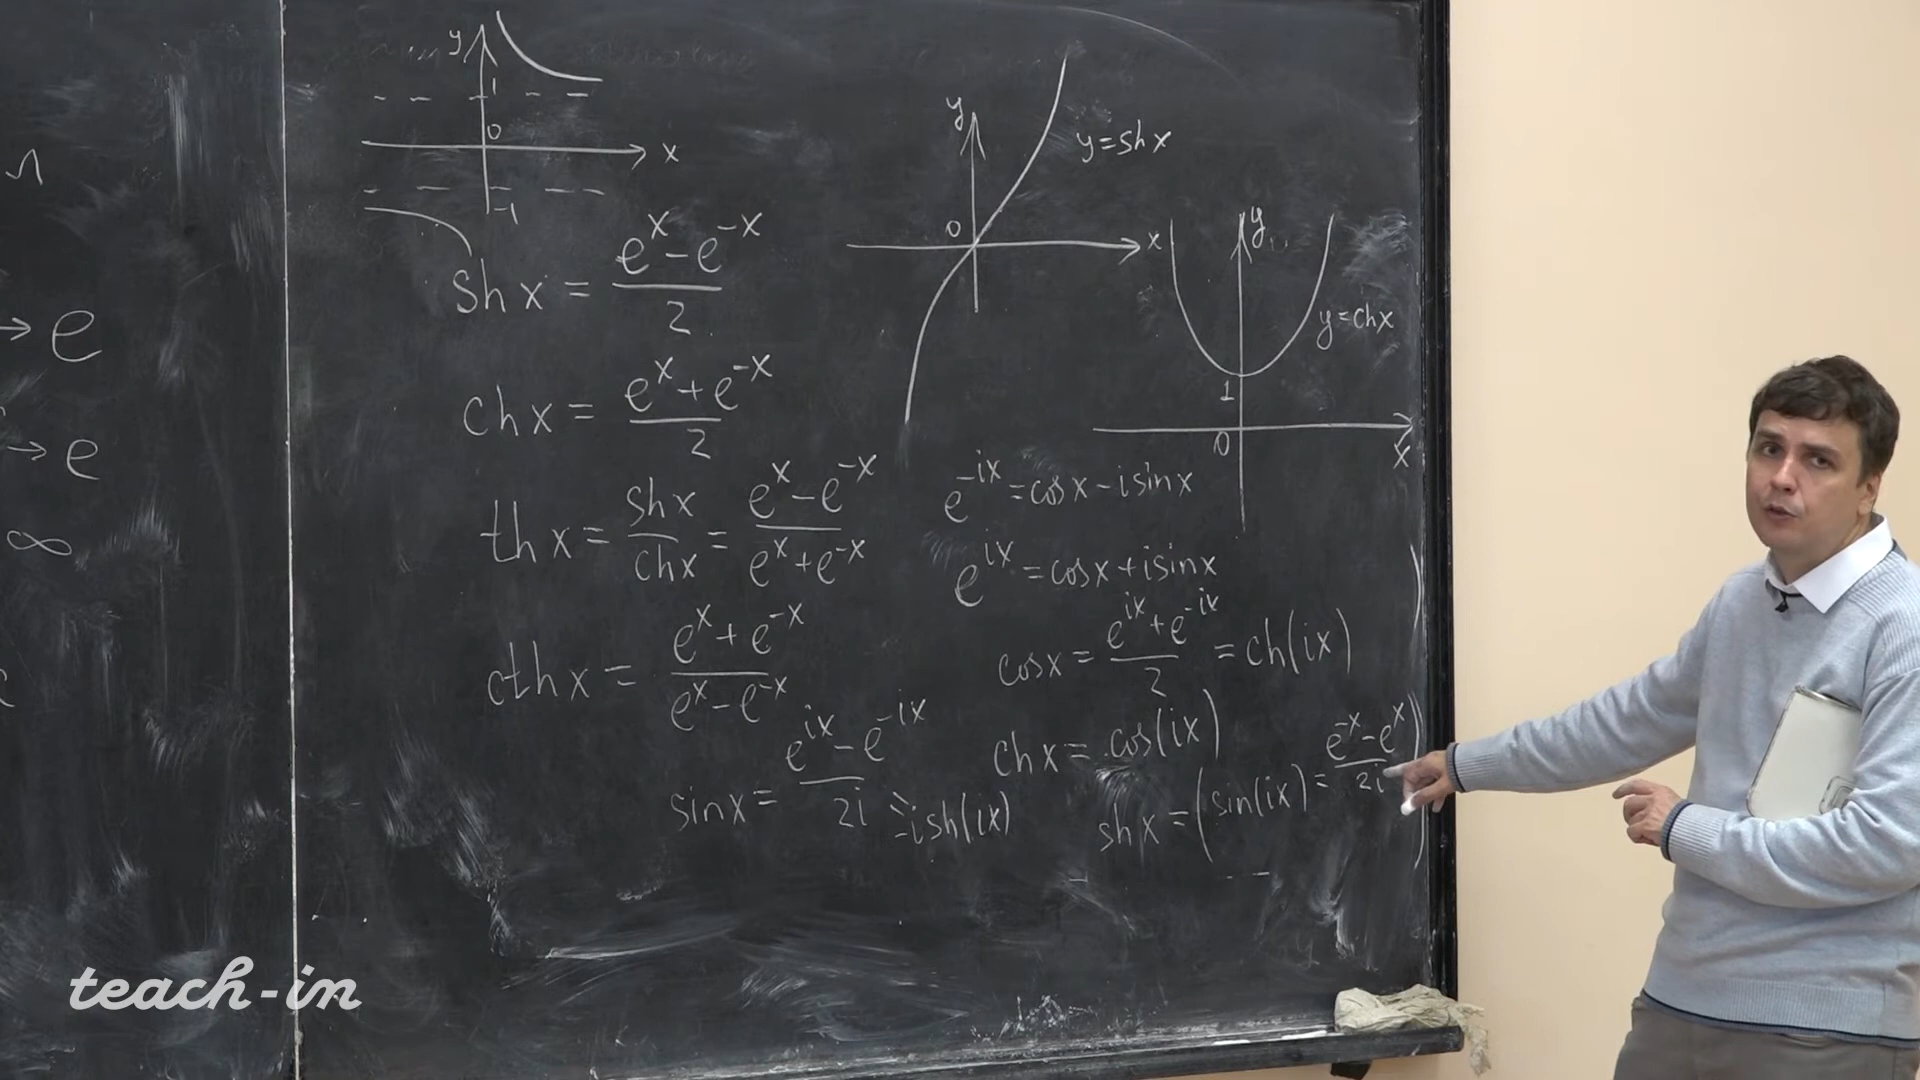 y
1
0
x
-1
y
y = sh x
0
x
y
y = ch x
1
0
x
→ e
→ e
∞
sh x = (e^x - e^{-x})/2
ch x = (e^x + e^{-x})/2
th x = sh x/ch x = (e^x - e^{-x})/(e^x + e^{-x})
cth x = (e^x + e^{-x})/(e^x - e^{-x})
sin x = (e^{ix} - e^{-ix})/2i = -i sh(ix)
e^{-ix} = cos x - i sin x
e^{ix} = cos x + i sin x
cos x = (e^{ix} + e^{-ix})/2 = ch(ix)
ch x = cos(ix)
sh x = (sin(ix) = (e^{-x} - e^x)/2i)
teach-in